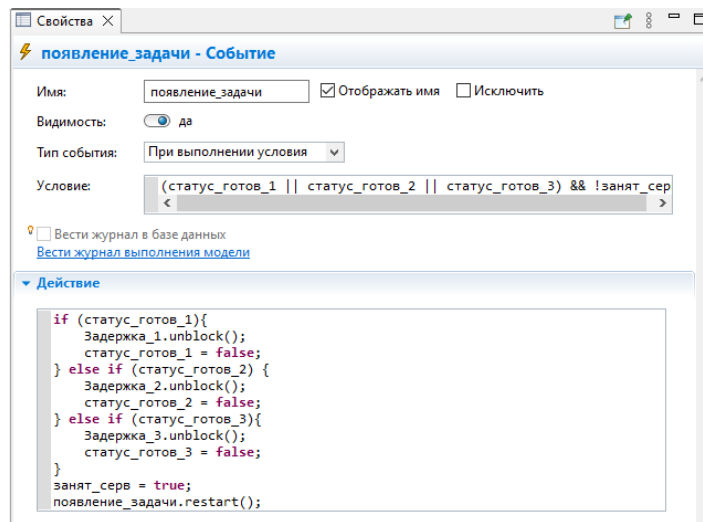 Свойства
появление_задачи - Событие
Имя: появление_задачи Отображать имя Исключить
Видимость: да
Тип события: При выполнении условия
Условие: (статус_готов_1 || статус_готов_2 || статус_готов_3) && !занят_сер
Вести журнал в базе данных
Вести журнал выполнения модели
Действие
if (статус_готов_1){
    Задержка_1.unblock();
    статус_готов_1 = false;
} else if (статус_готов_2) {
    Задержка_2.unblock();
    статус_готов_2 = false;
} else if (статус_готов_3){
    Задержка_3.unblock();
    статус_готов_3 = false;
}
занят_серв = true;
появление_задачи.restart();